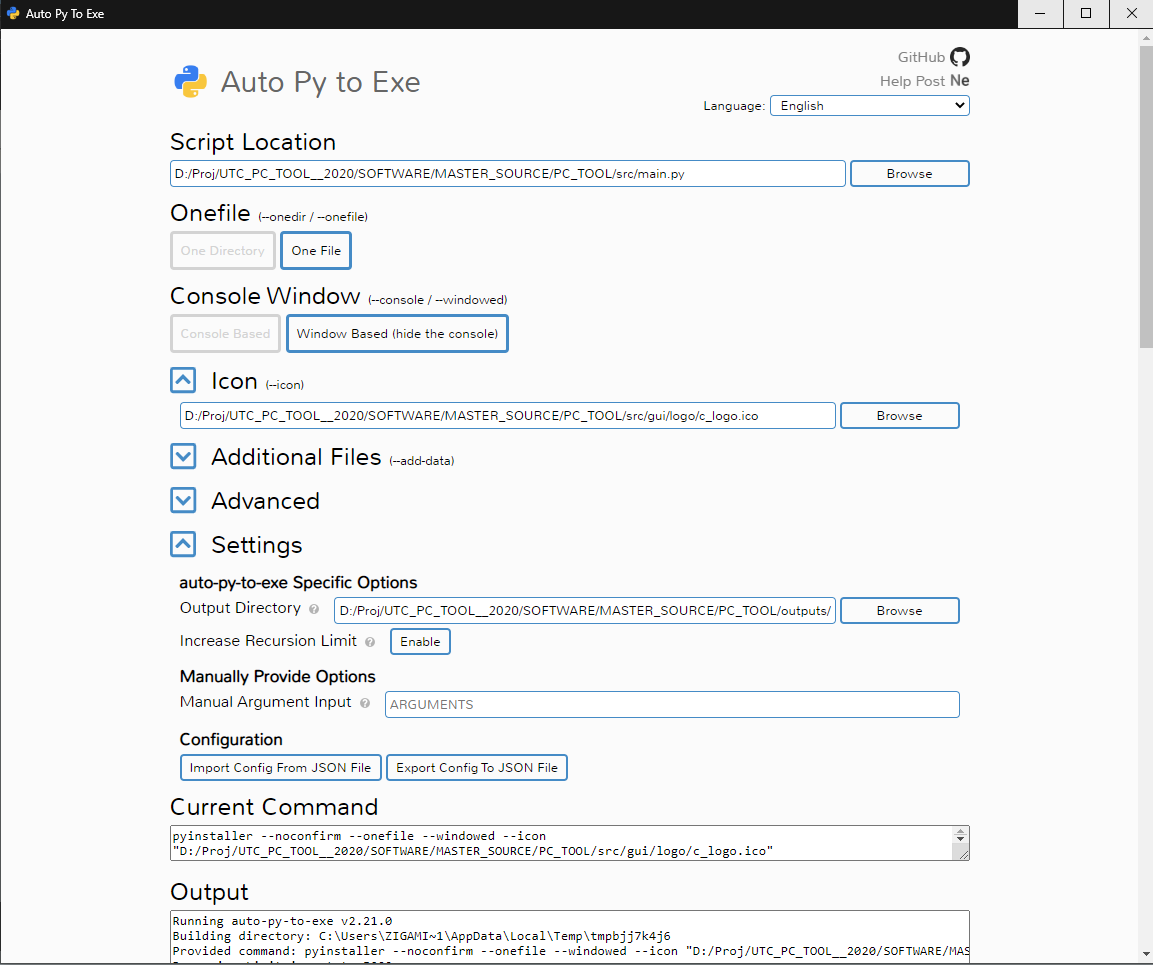 Auto Py To Exe
GitHub
Auto Py to Exe
Help Post Ne
Language: English
Script Location
D:/Proj/UTC_PC_TOOL__2020/SOFTWARE/MASTER_SOURCE/PC_TOOL/src/main.py Browse
Onefile (--onedir / --onefile)
One Directory One File
Console Window (--console / --windowed)
Console Based Window Based (hide the console)
Icon (--icon)
D:/Proj/UTC_PC_TOOL__2020/SOFTWARE/MASTER_SOURCE/PC_TOOL/src/gui/logo/c_logo.ico Browse
Additional Files (--add-data)
Advanced
Settings
auto-py-to-exe Specific Options
Output Directory ? D:/Proj/UTC_PC_TOOL__2020/SOFTWARE/MASTER_SOURCE/PC_TOOL/outputs/ Browse
Increase Recursion Limit ? Enable
Manually Provide Options
Manual Argument Input ? ARGUMENTS
Configuration
Import Config From JSON File Export Config To JSON File
Current Command
pyinstaller --noconfirm --onefile --windowed --icon
"D:/Proj/UTC_PC_TOOL__2020/SOFTWARE/MASTER_SOURCE/PC_TOOL/src/gui/logo/c_logo.ico"
Output
Running auto-py-to-exe v2.21.0
Building directory: C:\Users\ZIGAMI~1\AppData\Local\Temp\tmpbjj7k4j6
Provided command: pyinstaller --noconfirm --onefile --windowed --icon "D:/Proj/UTC_PC_TOOL__2020/SOFTWARE/MAS